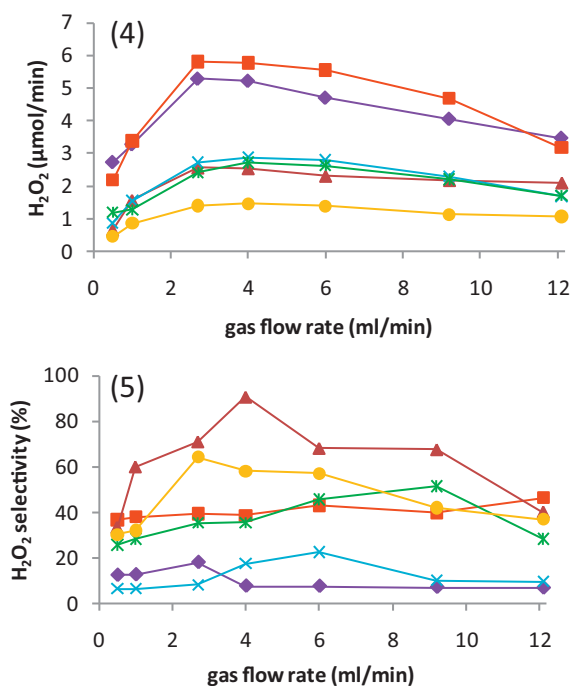 (4)
7
6
5
4
3
2
1
0
H₂O₂ (µmol/min)
0 2 4 6 8 10 12
gas flow rate (ml/min)
(5)
100
80
60
40
20
0
H₂O₂ selectivity (%)
0 2 4 6 8 10 12
gas flow rate (ml/min)